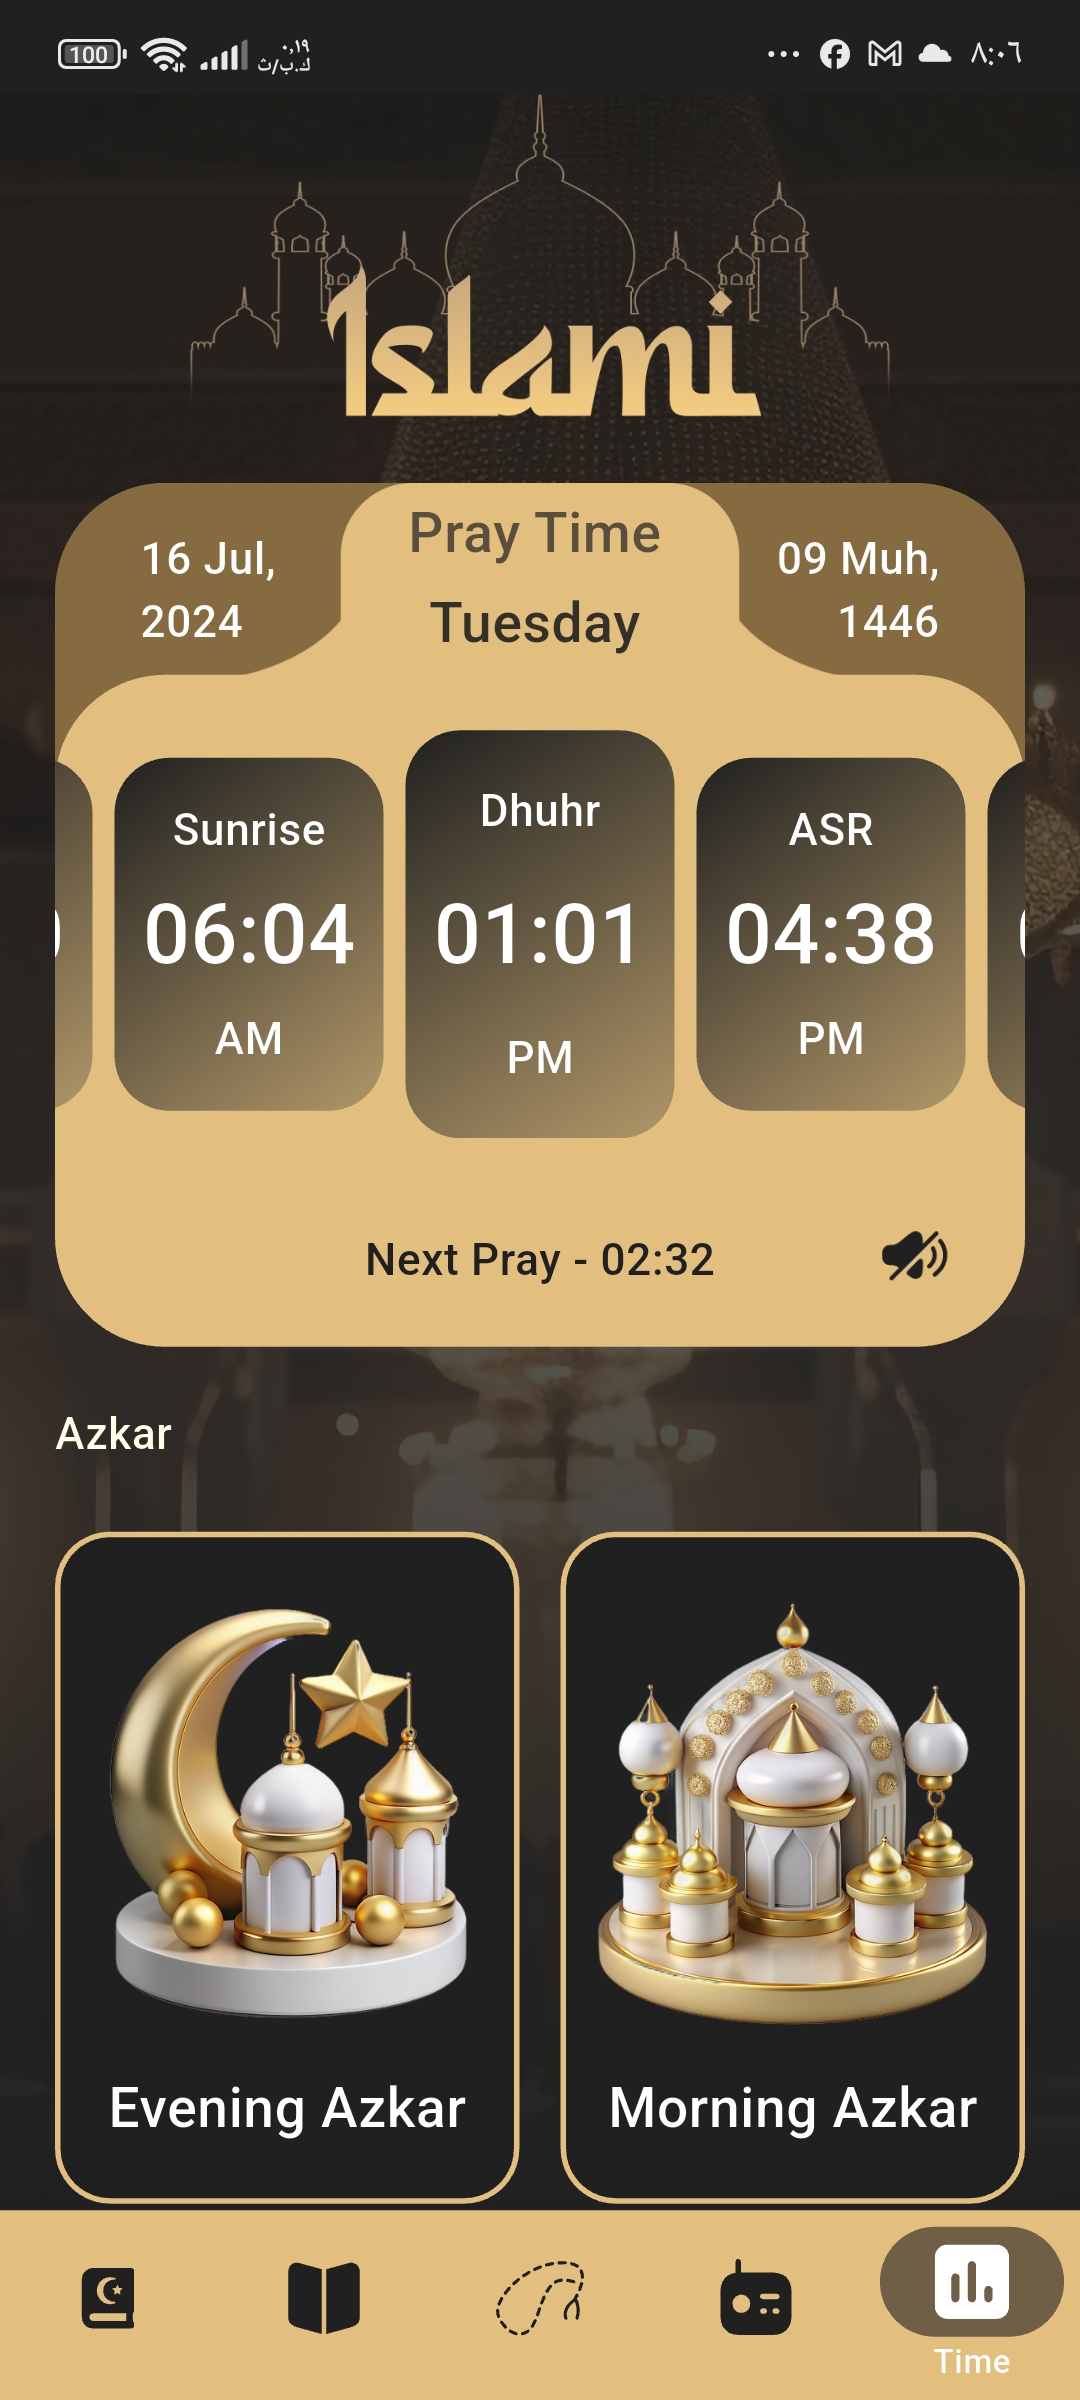 100
٠,١٩
ك.ب/ث
٨:٠٦
Islami
Pray Time
16 Jul,
2024
Tuesday
09 Muh,
1446
Sunrise
06:04
AM
Dhuhr
01:01
PM
ASR
04:38
PM
Next Pray - 02:32
Azkar
Evening Azkar
Morning Azkar
Time